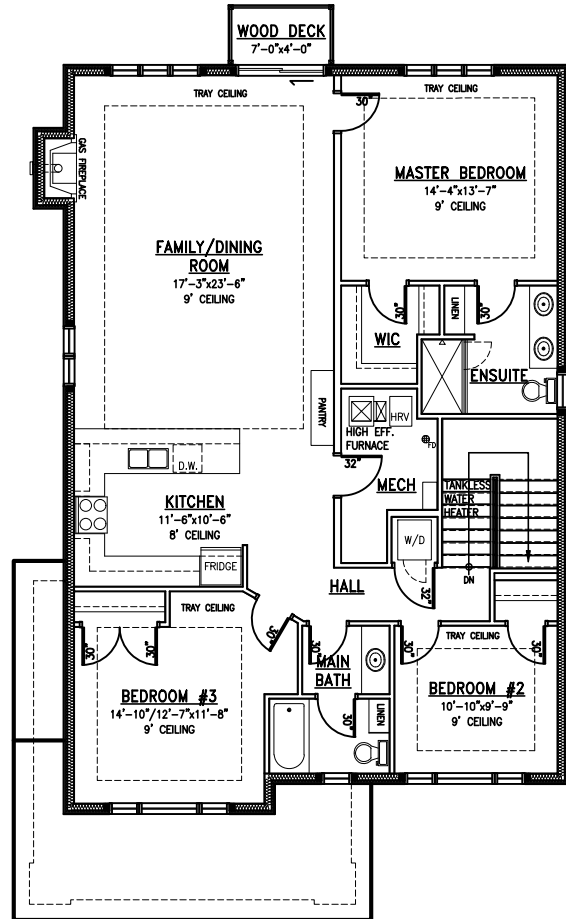 WOOD DECK
7'-0"x4'-0"
TRAY CEILING
TRAY CEILING
30"
GAS FIREPLACE
MASTER BEDROOM
14'-4"x13'-7"
9' CEILING
FAMILY/DINING
ROOM
17'-3"x23'-6"
9' CEILING
30"
LINEN
30"
WIC
ENSUITE
PANTRY
HRV
HIGH EFF.
FURNACE
FD
D.W.
32"
MECH
TANKLESS
WATER
HEATER
KITCHEN
11'-6"x10'-6"
8' CEILING
W/D
FRIDGE
HALL
32"
DN
TRAY CEILING
30"
30"
30"
30"
TRAY CEILING
30"
30"
MAIN
BATH
BEDROOM #3
14'-10"/12'-7"x11'-8"
9' CEILING
BEDROOM #2
10'-10"x9'-9"
9' CEILING
30"
LINEN